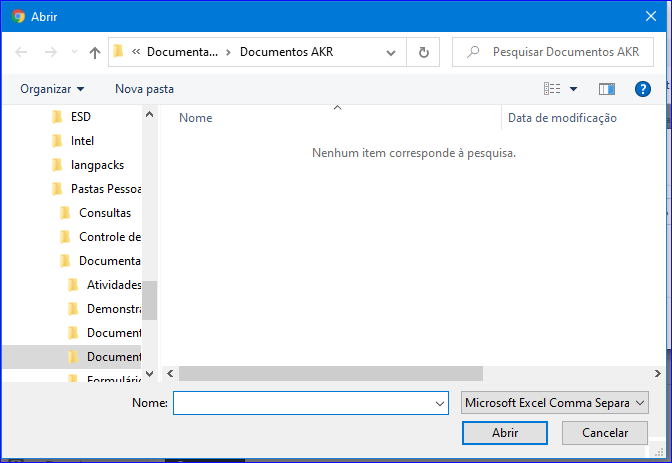 Abrir
« Documenta... > Documentos AKR
Pesquisar Documentos AKR
Organizar
Nova pasta
?
ESD
Intel
langpacks
Pastas Pessoa
Consultas
Controle de
Documenta
Atividades
Demonstra
Document
Document
Formulário
Nome
Data de modificação
Nenhum item corresponde à pesquisa.
Nome:
Microsoft Excel Comma Separa
Abrir
Cancelar